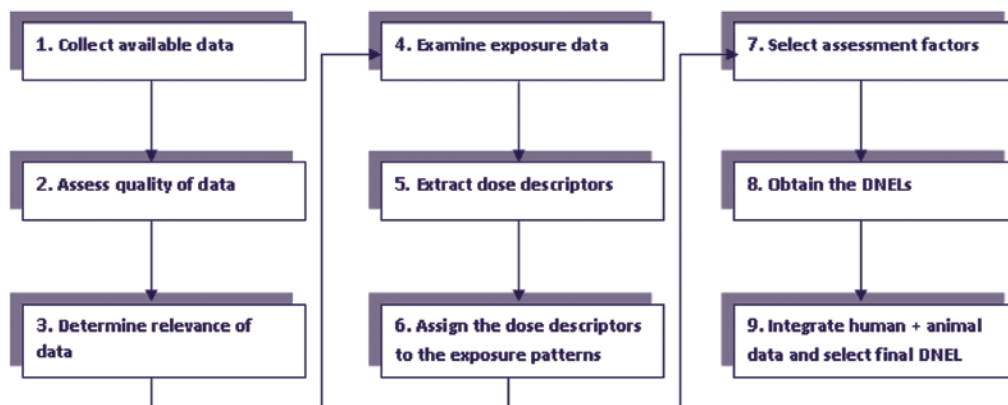 1. Collect available data
2. Assess quality of data
3. Determine relevance of
data
4. Examine exposure data
5. Extract dose descriptors
6. Assign the dose descriptors
to the exposure patterns
7. Select assessment factors
8. Obtain the DNELs
9. Integrate human + animal
data and select final DNEL